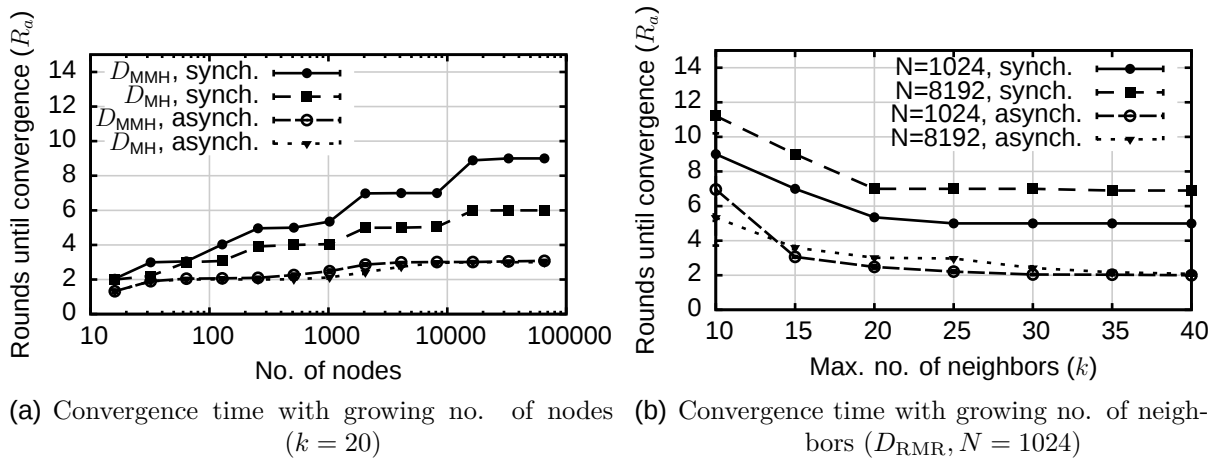 Rounds until convergence (R_a)
14
12
10
8
6
4
2
0
D_MMH, synch.
D_MH, synch.
D_MMH, asynch.
D_MH, asynch.
10
100
1000
10000
100000
No. of nodes
(a) Convergence time with growing no. of nodes
(k = 20)
Rounds until convergence (R_a)
14
12
10
8
6
4
2
0
N=1024, synch.
N=8192, synch.
N=1024, asynch.
N=8192, asynch.
10
15
20
25
30
35
40
Max. no. of neighbors (k)
(b) Convergence time with growing no. of neigh-
bors (D_RMR, N = 1024)